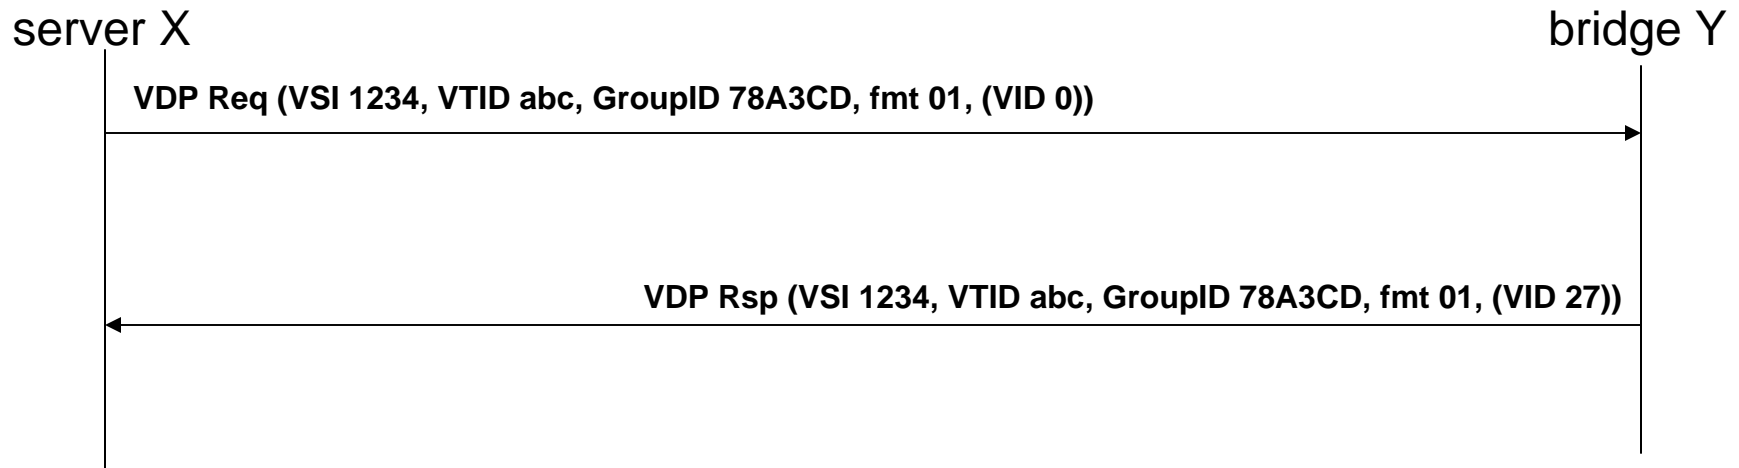 server X
bridge Y
VDP Req (VSI 1234, VTID abc, GroupID 78A3CD, fmt 01, (VID 0))
VDP Rsp (VSI 1234, VTID abc, GroupID 78A3CD, fmt 01, (VID 27))